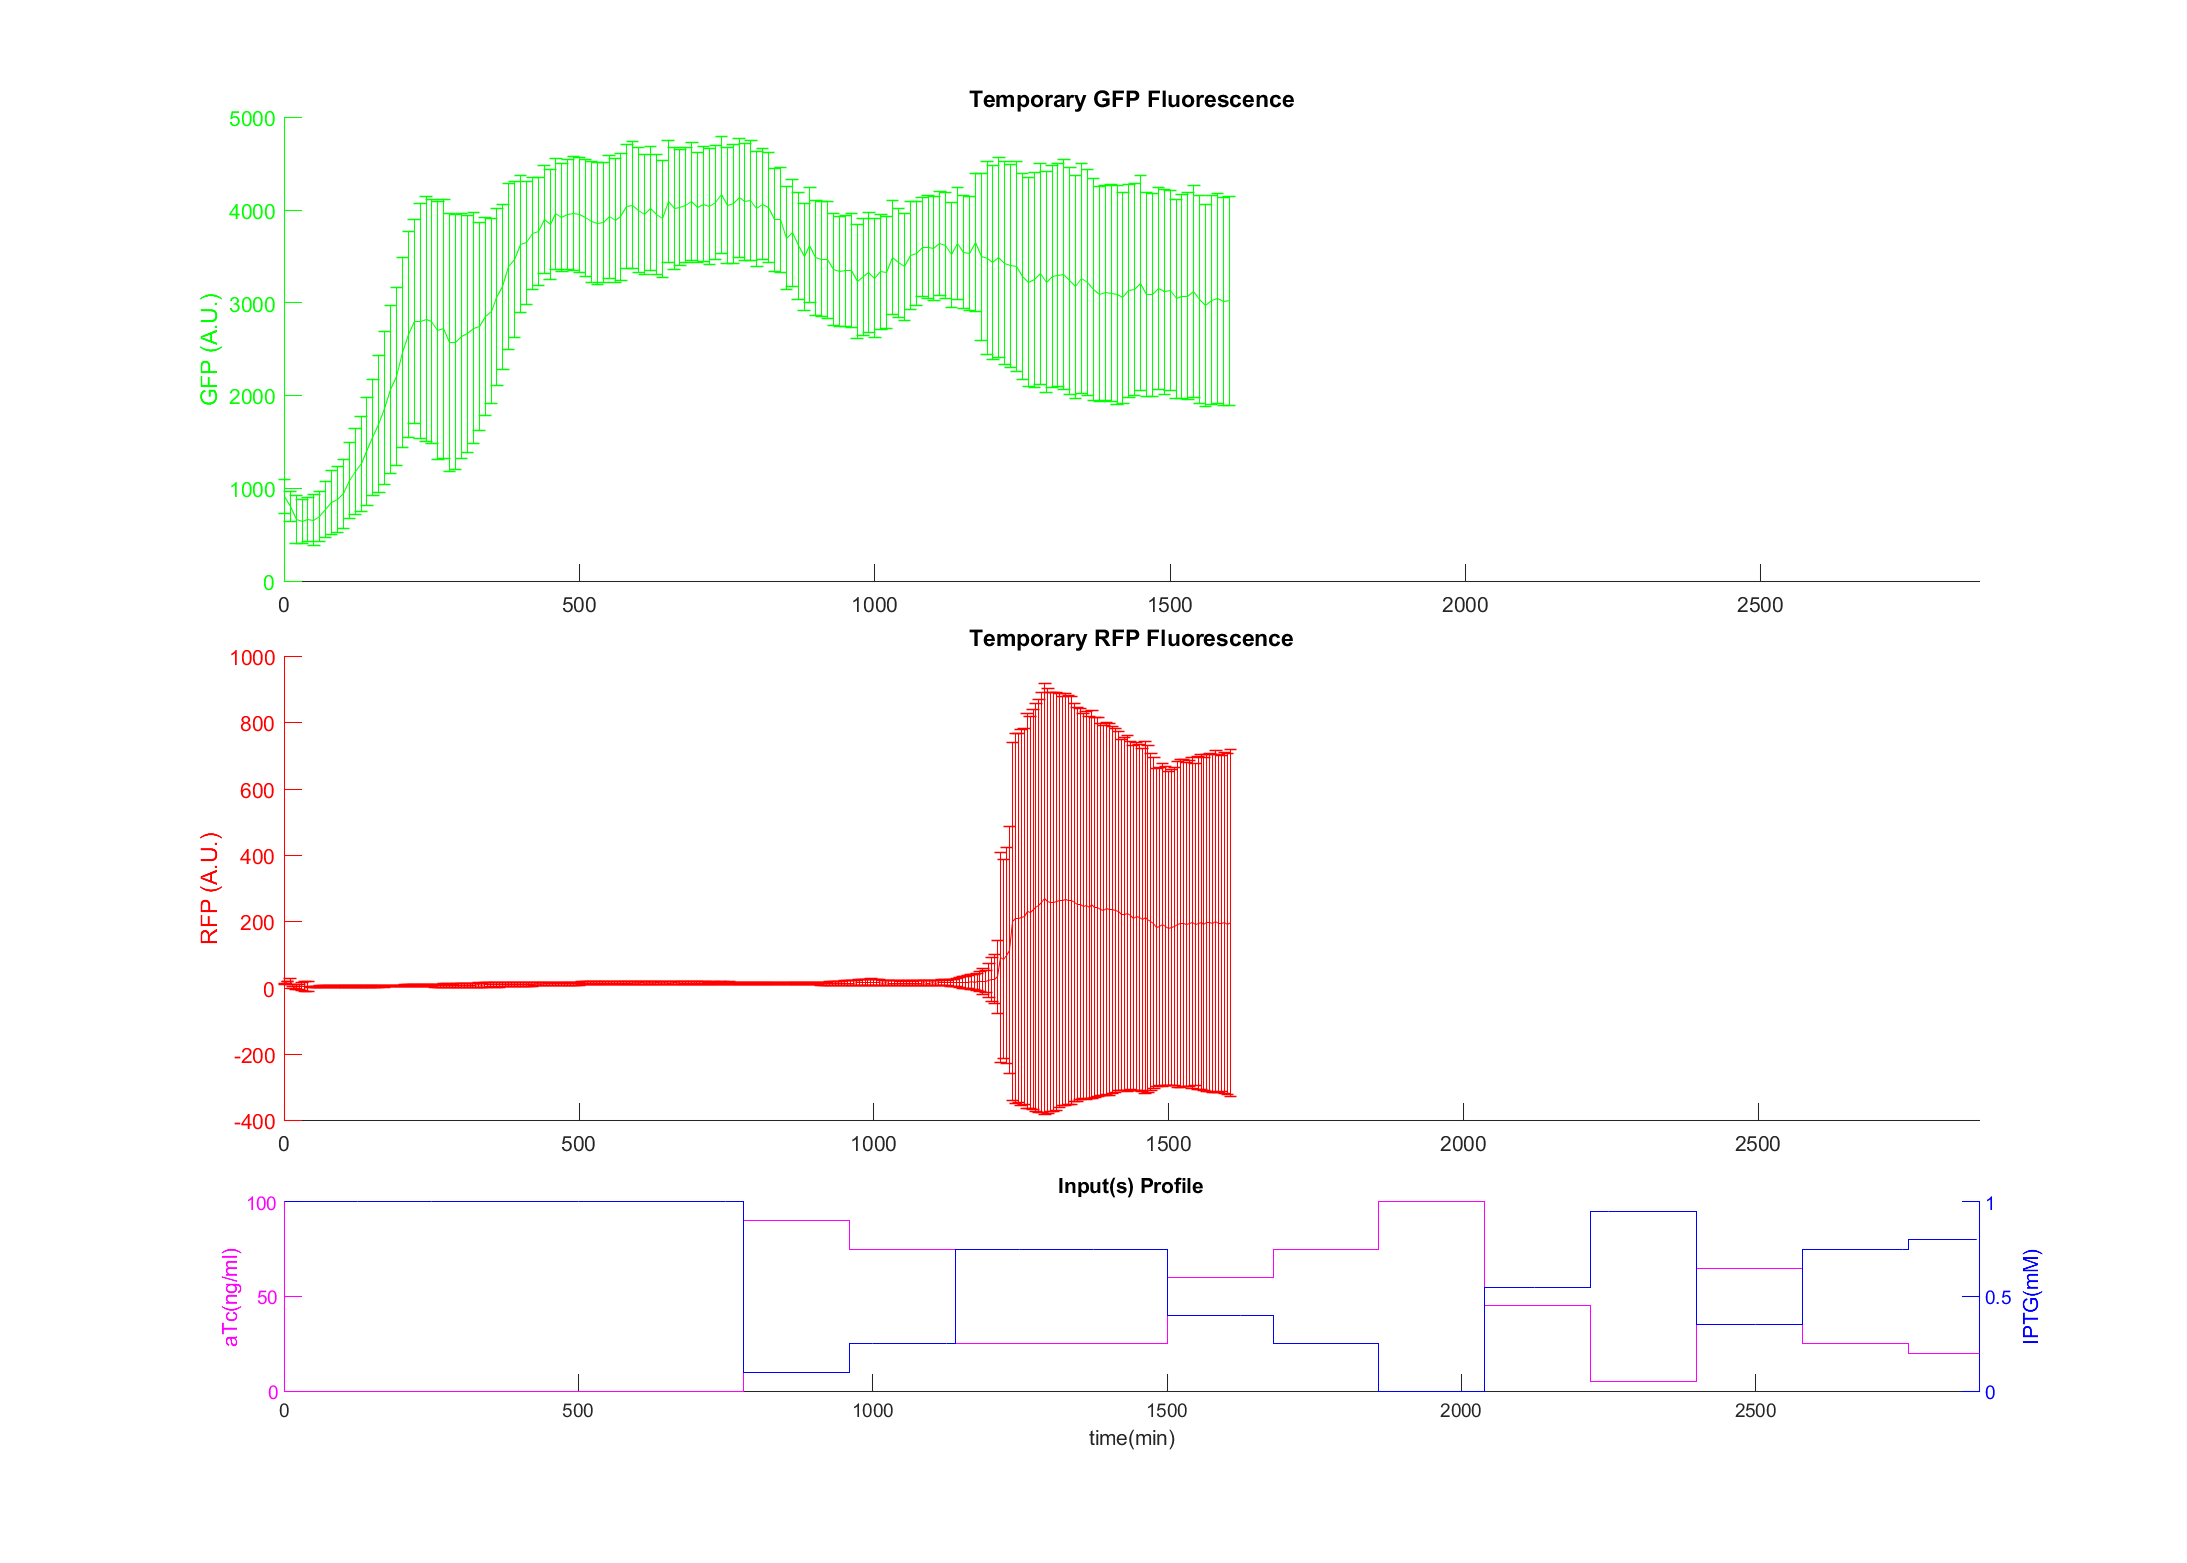 Temporary GFP Fluorescence
5000
4000
3000
2000
1000
0
GFP (A.U.)
0 500 1000 1500 2000 2500
Temporary RFP Fluorescence
1000
800
600
400
200
0
-200
-400
RFP (A.U.)
0 500 1000 1500 2000 2500
Input(s) Profile
100
50
0
aTc(ng/ml)
1
0.5
0
IPTG(mM)
0 500 1000 1500 2000 2500
time(min)